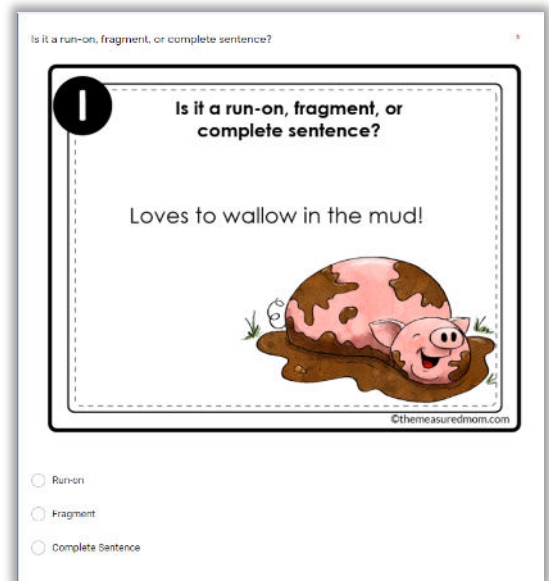 Is it a run-on, fragment, or complete sentence? *
1
Is it a run-on, fragment, or
complete sentence?
Loves to wallow in the mud!
©themeasuredmom.com
Run-on
Fragment
Complete Sentence